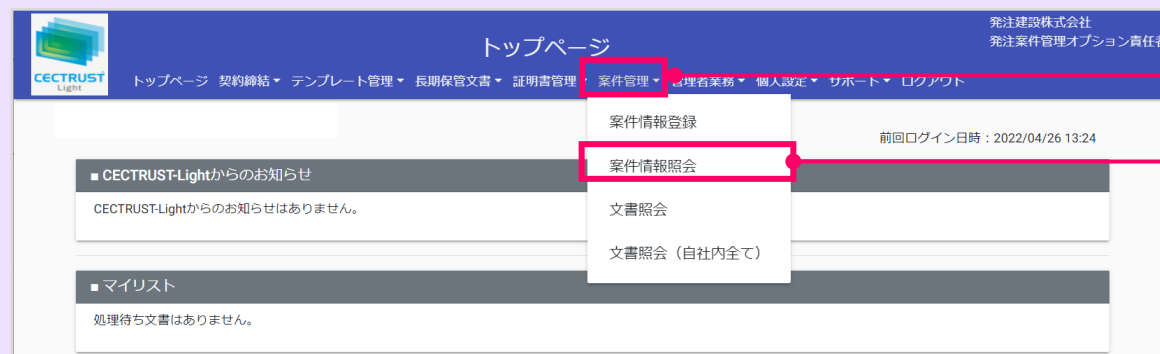 発注建設株式会社
トップページ
発注案件管理オプション責任者
CECTRUST
Light
トップページ 契約締結 テンプレート管理 長期保管文書 証明書管理 案件管理 管理者業務 個人設定 サポート ログアウト
案件情報登録
前回ログイン日時：2022/04/26 13:24
案件情報照会
■ CECTRUST-Lightからのお知らせ
CECTRUST-Lightからのお知らせはありません。
文書照会
文書照会（自社内全て）
■ マイリスト
処理待ち文書はありません。